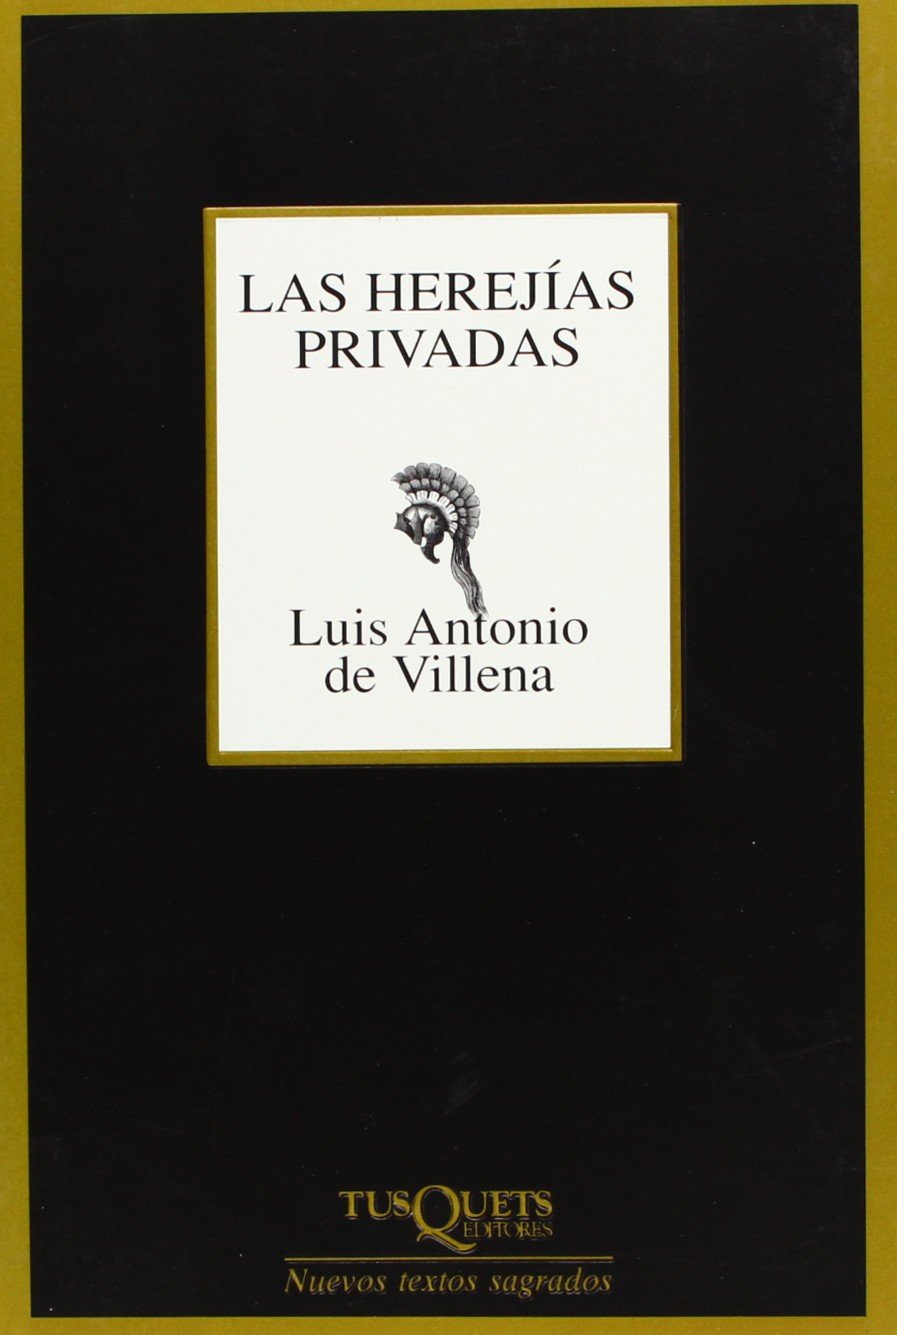 LAS HEREJÍAS
PRIVADAS
Luis Antonio
de Villena
TUSQUETS
EDITORES
Nuevos textos sagrados